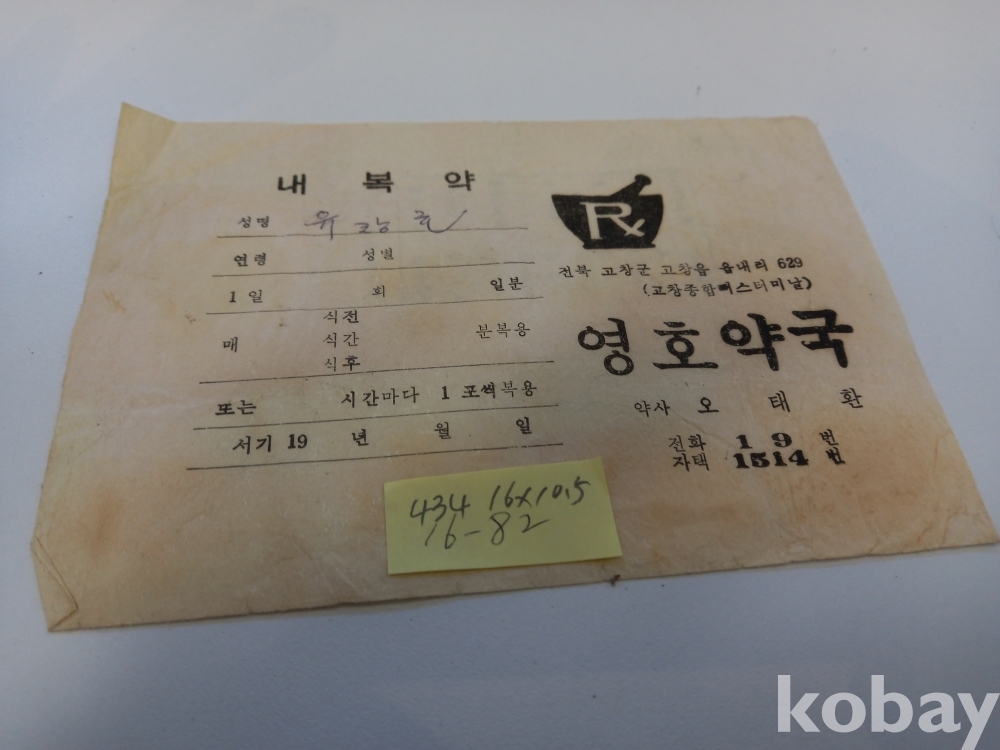 내 복 약
성명 유
연령 성별
1 일 회 일분
식전
매 식간 분복용
식후
또는 시간마다 1 포씩복용
서기 19 년 월 일
Rx
전북 고창군 고창읍 읍내리 629
(고창종합버스터미날)
영호약국
약사 오 태 환
전화 1 9 번
자택 1514 번
434 16x10.5
16-82
kobay